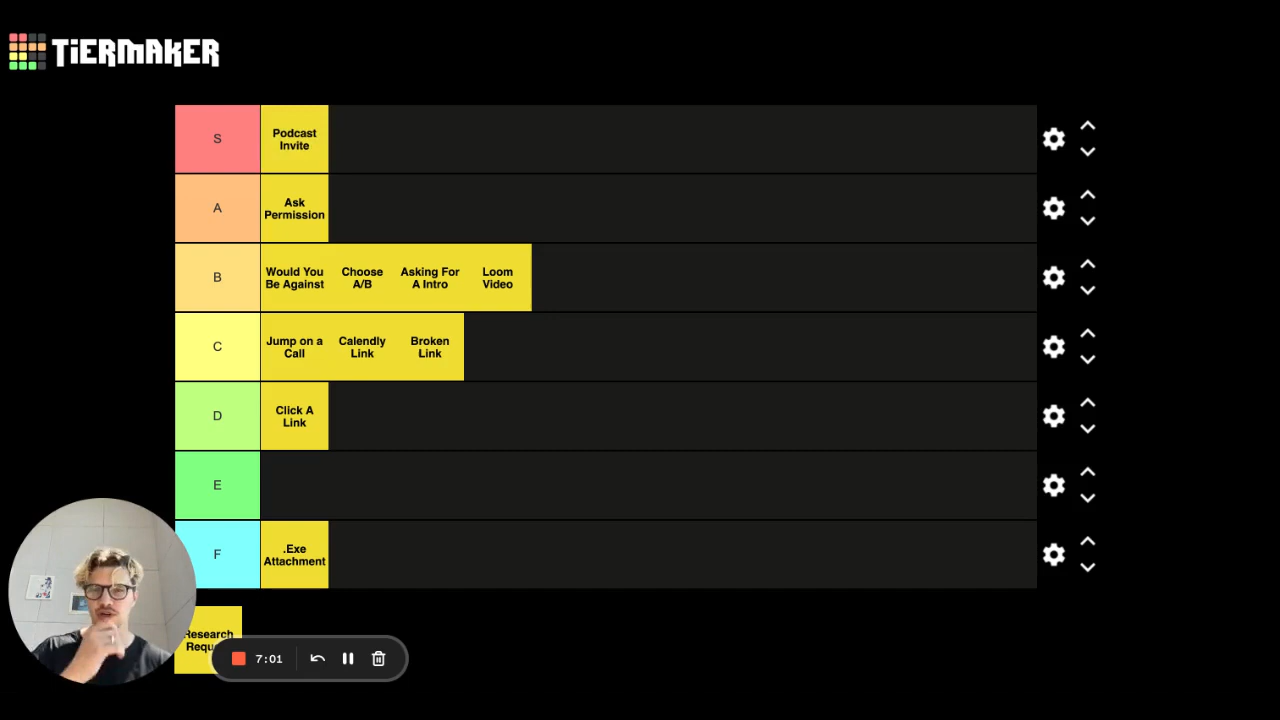 TiERMAKER
S
Podcast
Invite
A
Ask
Permission
B
Would You
Be Against
Choose
A/B
Asking For
A Intro
Loom
Video
C
Jump on a
Call
Calendly
Link
Broken
Link
D
Click A
Link
E
F
.Exe
Attachment
Research
7:01